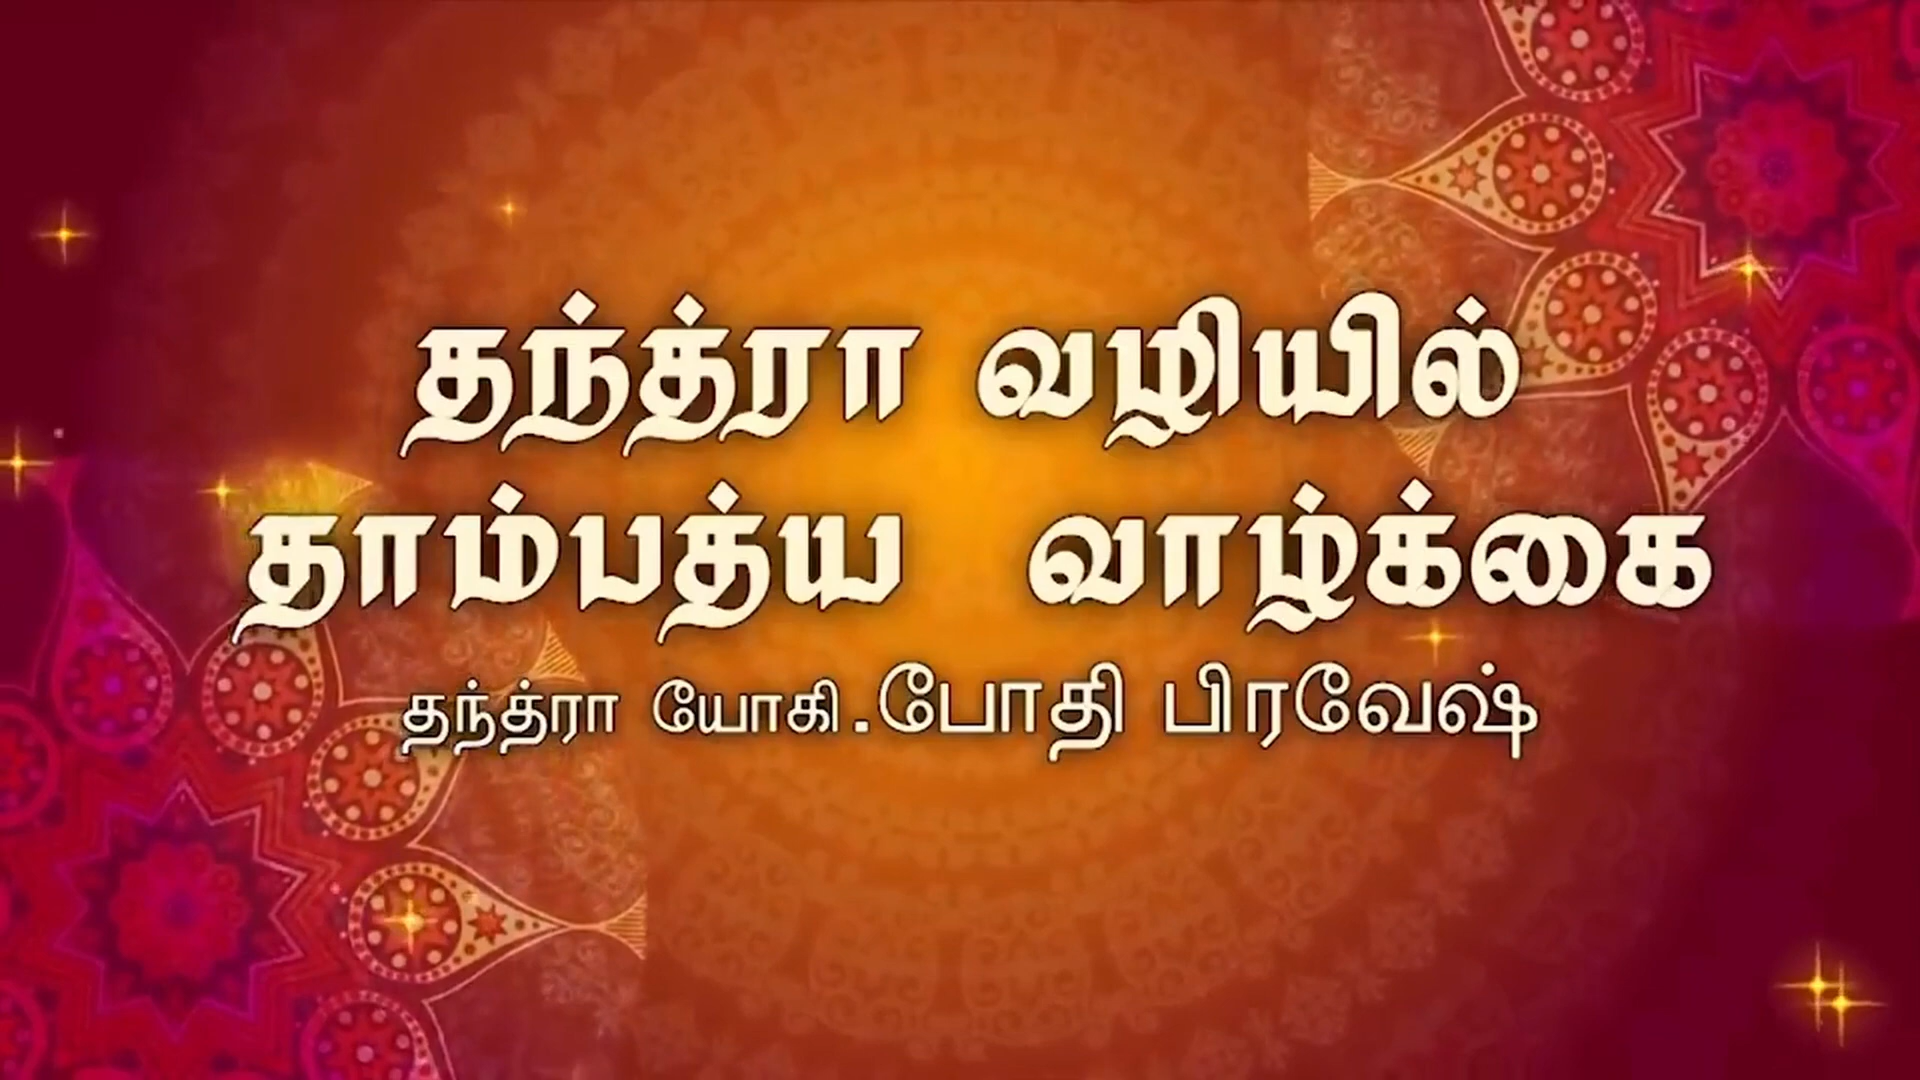 தந்த்ரா வழியில்
தாம்பத்ய வாழ்க்கை
தந்த்ரா யோகி.போதி பிரவேஷ்